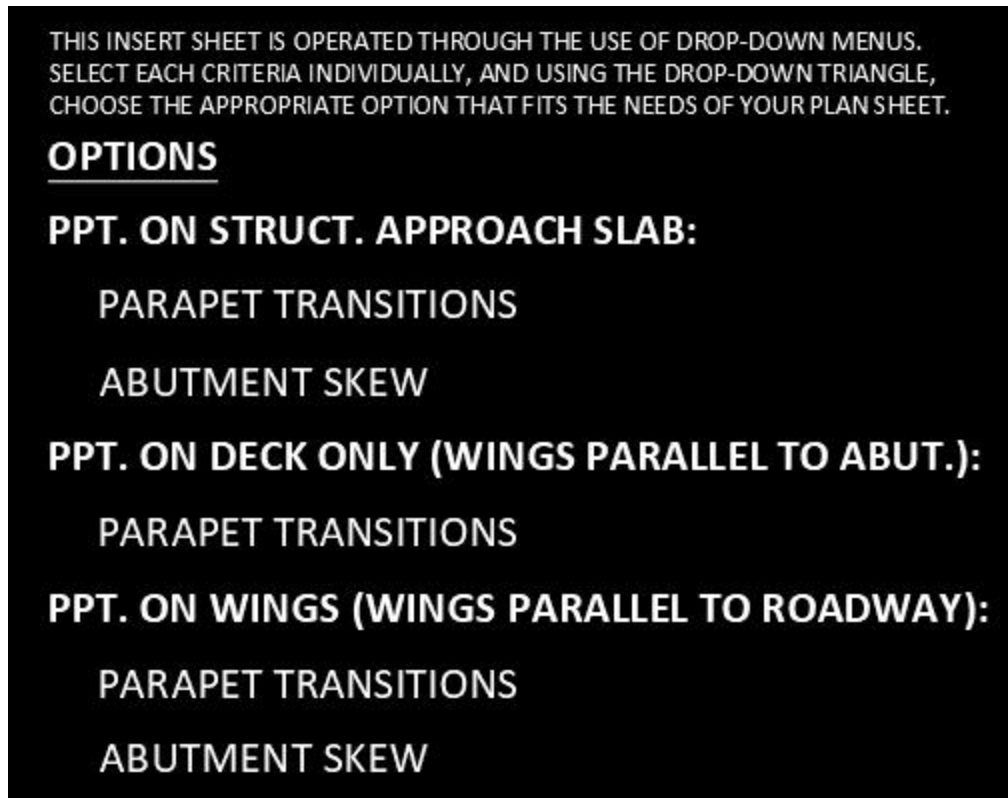 THIS INSERT SHEET IS OPERATED THROUGH THE USE OF DROP-DOWN MENUS.
SELECT EACH CRITERIA INDIVIDUALLY, AND USING THE DROP-DOWN TRIANGLE,
CHOOSE THE APPROPRIATE OPTION THAT FITS THE NEEDS OF YOUR PLAN SHEET.
OPTIONS
PPT. ON STRUCT. APPROACH SLAB:
PARAPET TRANSITIONS
ABUTMENT SKEW
PPT. ON DECK ONLY (WINGS PARALLEL TO ABUT.):
PARAPET TRANSITIONS
PPT. ON WINGS (WINGS PARALLEL TO ROADWAY):
PARAPET TRANSITIONS
ABUTMENT SKEW